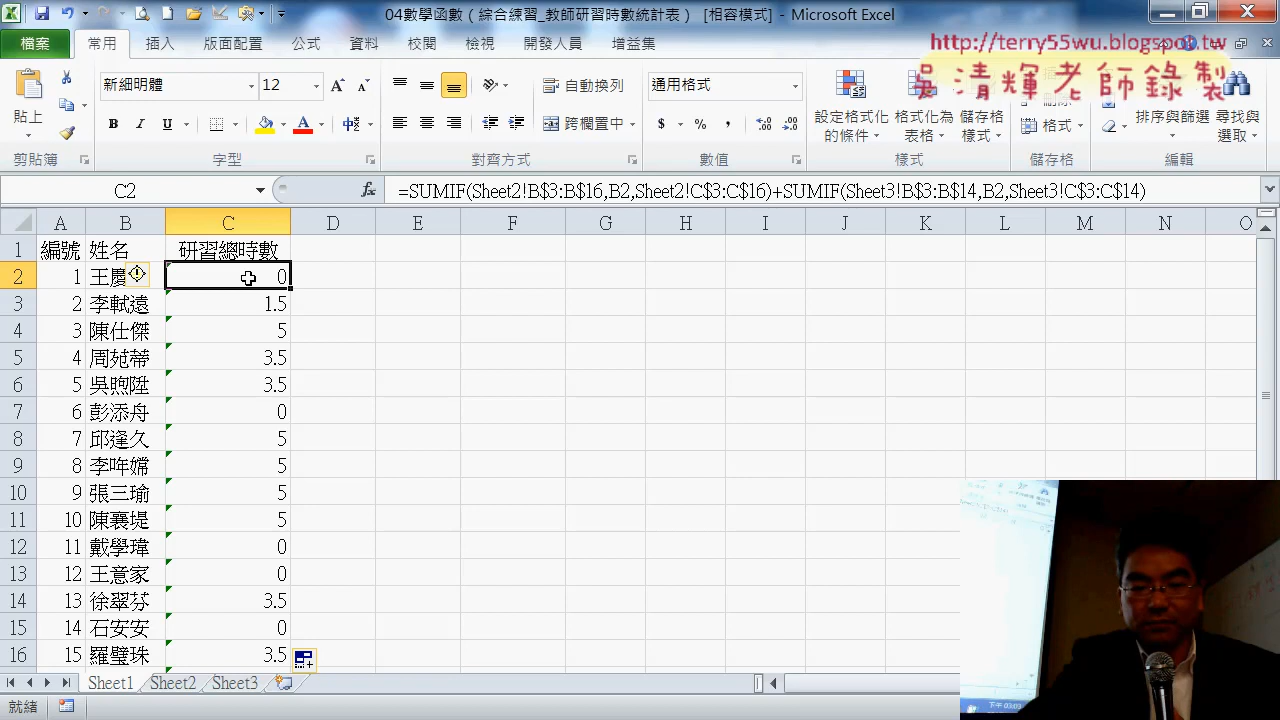 04數學函數（綜合練習_教師研習時數統計表） [相容模式] - Microsoft Excel
http://terry55wu.blogspot.tw
吳清輝老師錄製
檔案 常用 插入 版面配置 公式 資料 校閱 檢視 開發人員 增益集
貼上 新細明體 12 自動換列 通用格式
B I U 跨欄置中 $ % , 設定格式化的條件 格式化為表格 儲存格樣式 格式 排序與篩選 尋找與選取
剪貼簿 字型 對齊方式 數值 樣式 儲存格 編輯
C2 fx =SUMIF(Sheet2!B$3:B$16,B2,Sheet2!C$3:C$16)+SUMIF(Sheet3!B$3:B$14,B2,Sheet3!C$3:C$14)
A B C D E F G H I J K L M N O
1 編號 姓名 研習總時數
2 1 王慶 0
3 2 李軾遠 1.5
4 3 陳仕傑 5
5 4 周苑蒂 3.5
6 5 吳煦陞 3.5
7 6 彭添舟 0
8 7 邱逢久 5
9 8 李哖嫦 5
10 9 張三瑜 5
11 10 陳襄堤 5
12 11 戴學瑋 0
13 12 王意家 0
14 13 徐翠芬 3.5
15 14 石安安 0
16 15 羅璧珠 3.5
Sheet1 Sheet2 Sheet3
就緒